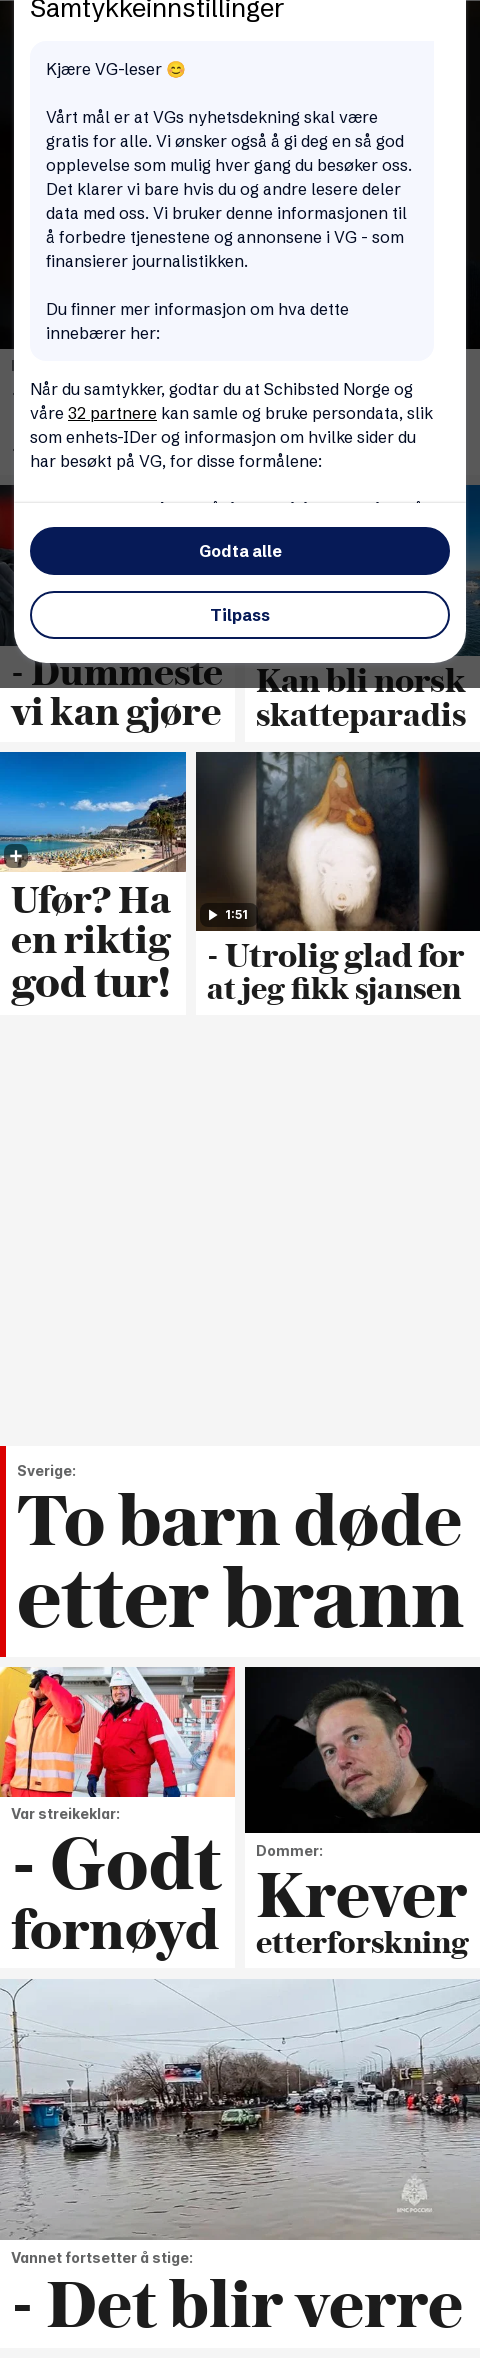 Samtykkeinnstillinger
Kjære VG-leser 😊
Vårt mål er at VGs nyhetsdekning skal være
gratis for alle. Vi ønsker også å gi deg en så god
opplevelse som mulig hver gang du besøker oss.
Det klarer vi bare hvis du og andre lesere deler
data med oss. Vi bruker denne informasjonen til
å forbedre tjenestene og annonsene i VG - som
finansierer journalistikken.
Du finner mer informasjon om hva dette
innebærer her:
Når du samtykker, godtar du at Schibsted Norge og
våre 32 partnere kan samle og bruke persondata, slik
som enhets-IDer og informasjon om hvilke sider du
har besøkt på VG, for disse formålene:
Godta alle
Tilpass
- Dummeste
vi kan gjøre
Kan bli norsk
skatteparadis
Ufør? Ha
en riktig
god tur!
1:51
- Utrolig glad for
at jeg fikk sjansen
Sverige:
To barn døde
etter brann
Var streikeklar:
- Godt
fornøyd
Dommer:
Krever
etterforskning
МЧС РОССИИ
Vannet fortsetter å stige:
- Det blir verre